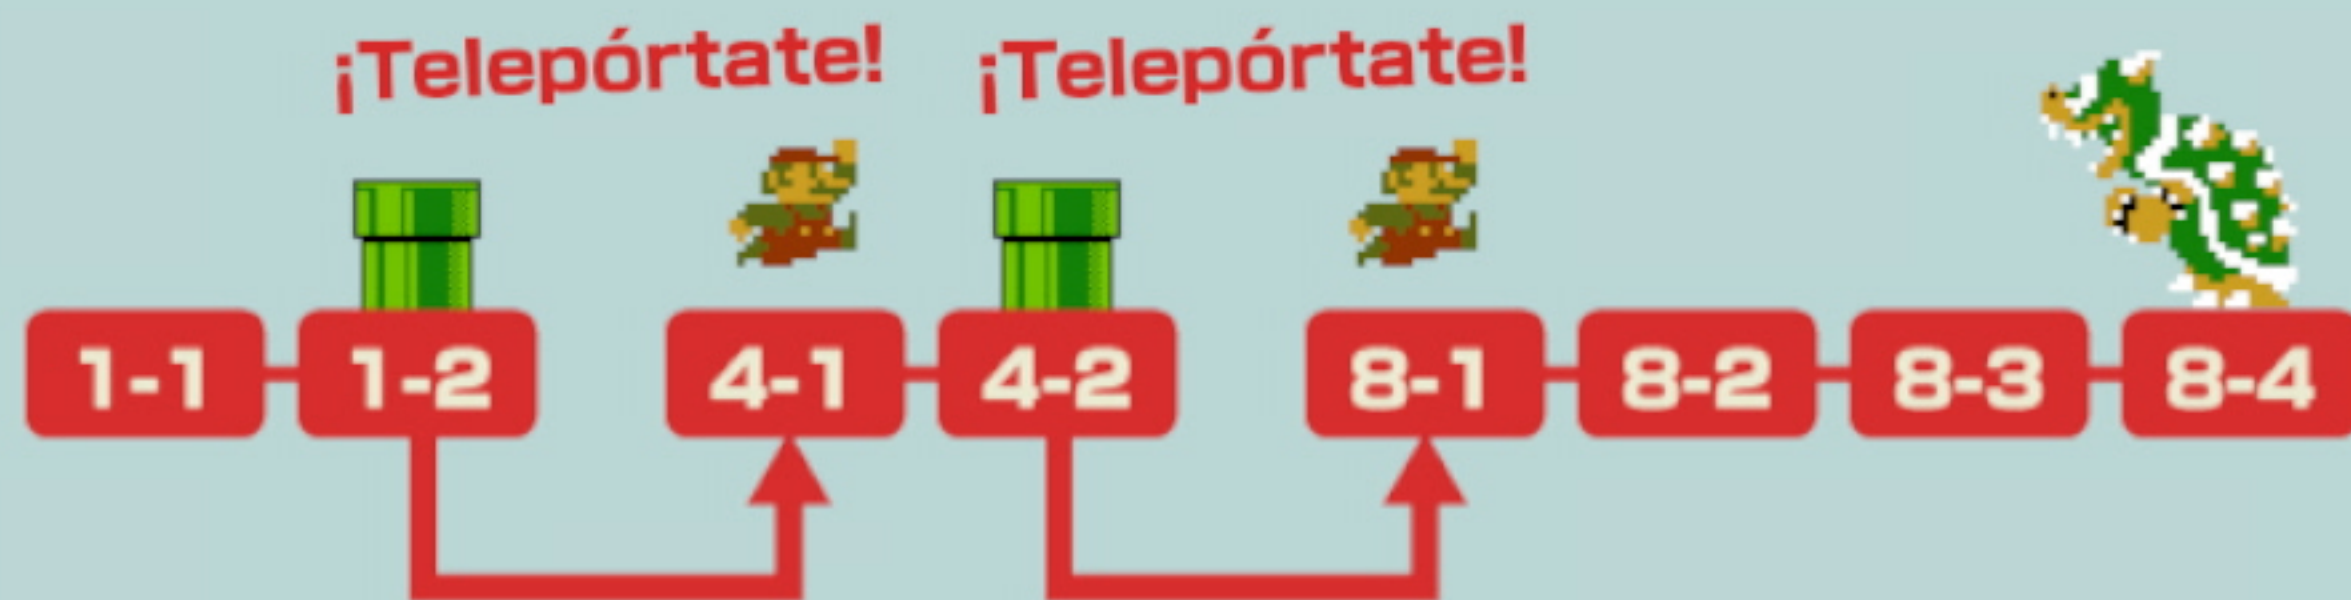 ¡Telepórtate! ¡Telepórtate!
1-1 1-2 4-1 4-2 8-1 8-2 8-3 8-4